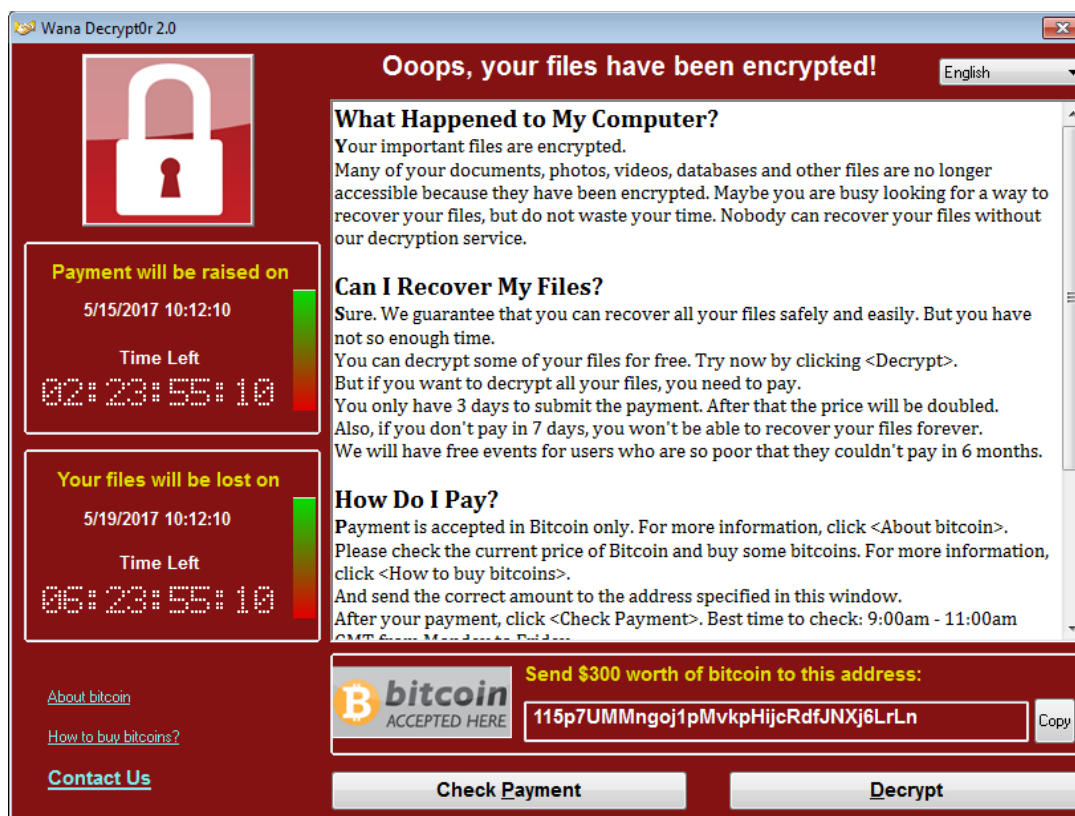 Wana Decrypt0r 2.0
Ooops, your files have been encrypted!
English
Payment will be raised on
5/15/2017 10:12:10
Time Left
02:23:55:10
Your files will be lost on
5/19/2017 10:12:10
Time Left
06:23:55:10
About bitcoin
How to buy bitcoins?
Contact Us
What Happened to My Computer?
Your important files are encrypted.
Many of your documents, photos, videos, databases and other files are no longer
accessible because they have been encrypted. Maybe you are busy looking for a way to
recover your files, but do not waste your time. Nobody can recover your files without
our decryption service.
Can I Recover My Files?
Sure. We guarantee that you can recover all your files safely and easily. But you have
not so enough time.
You can decrypt some of your files for free. Try now by clicking <Decrypt>.
But if you want to decrypt all your files, you need to pay.
You only have 3 days to submit the payment. After that the price will be doubled.
Also, if you don't pay in 7 days, you won't be able to recover your files forever.
We will have free events for users who are so poor that they couldn't pay in 6 months.
How Do I Pay?
Payment is accepted in Bitcoin only. For more information, click <About bitcoin>.
Please check the current price of Bitcoin and buy some bitcoins. For more information,
click <How to buy bitcoins>.
And send the correct amount to the address specified in this window.
After your payment, click <Check Payment>. Best time to check: 9:00am - 11:00am
GMT from Monday to Friday
bitcoin
ACCEPTED HERE
Send $300 worth of bitcoin to this address:
115p7UMMngoj1pMvkpHijcRdfJNXj6LrLn
Copy
Check Payment
Decrypt